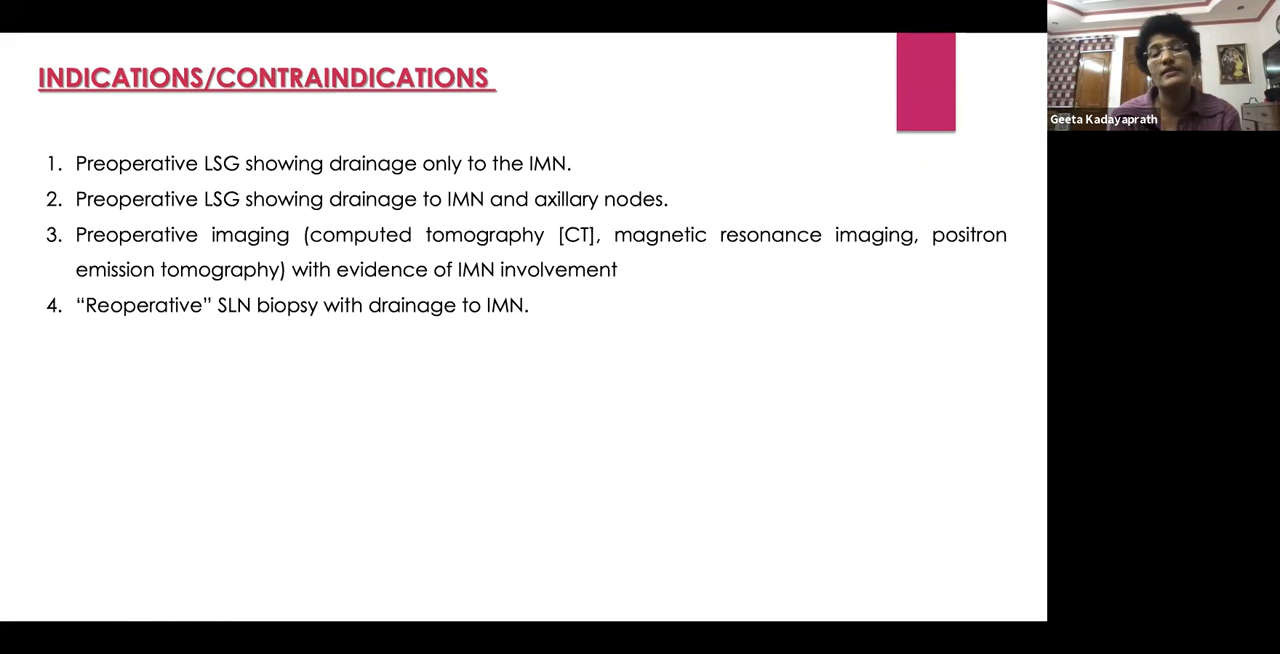 INDICATIONS/CONTRAINDICATIONS
1. Preoperative LSG showing drainage only to the IMN.
2. Preoperative LSG showing drainage to IMN and axillary nodes.
3. Preoperative imaging (computed tomography [CT], magnetic resonance imaging, positron
emission tomography) with evidence of IMN involvement
4. “Reoperative” SLN biopsy with drainage to IMN.
Geeta Kadayaprath